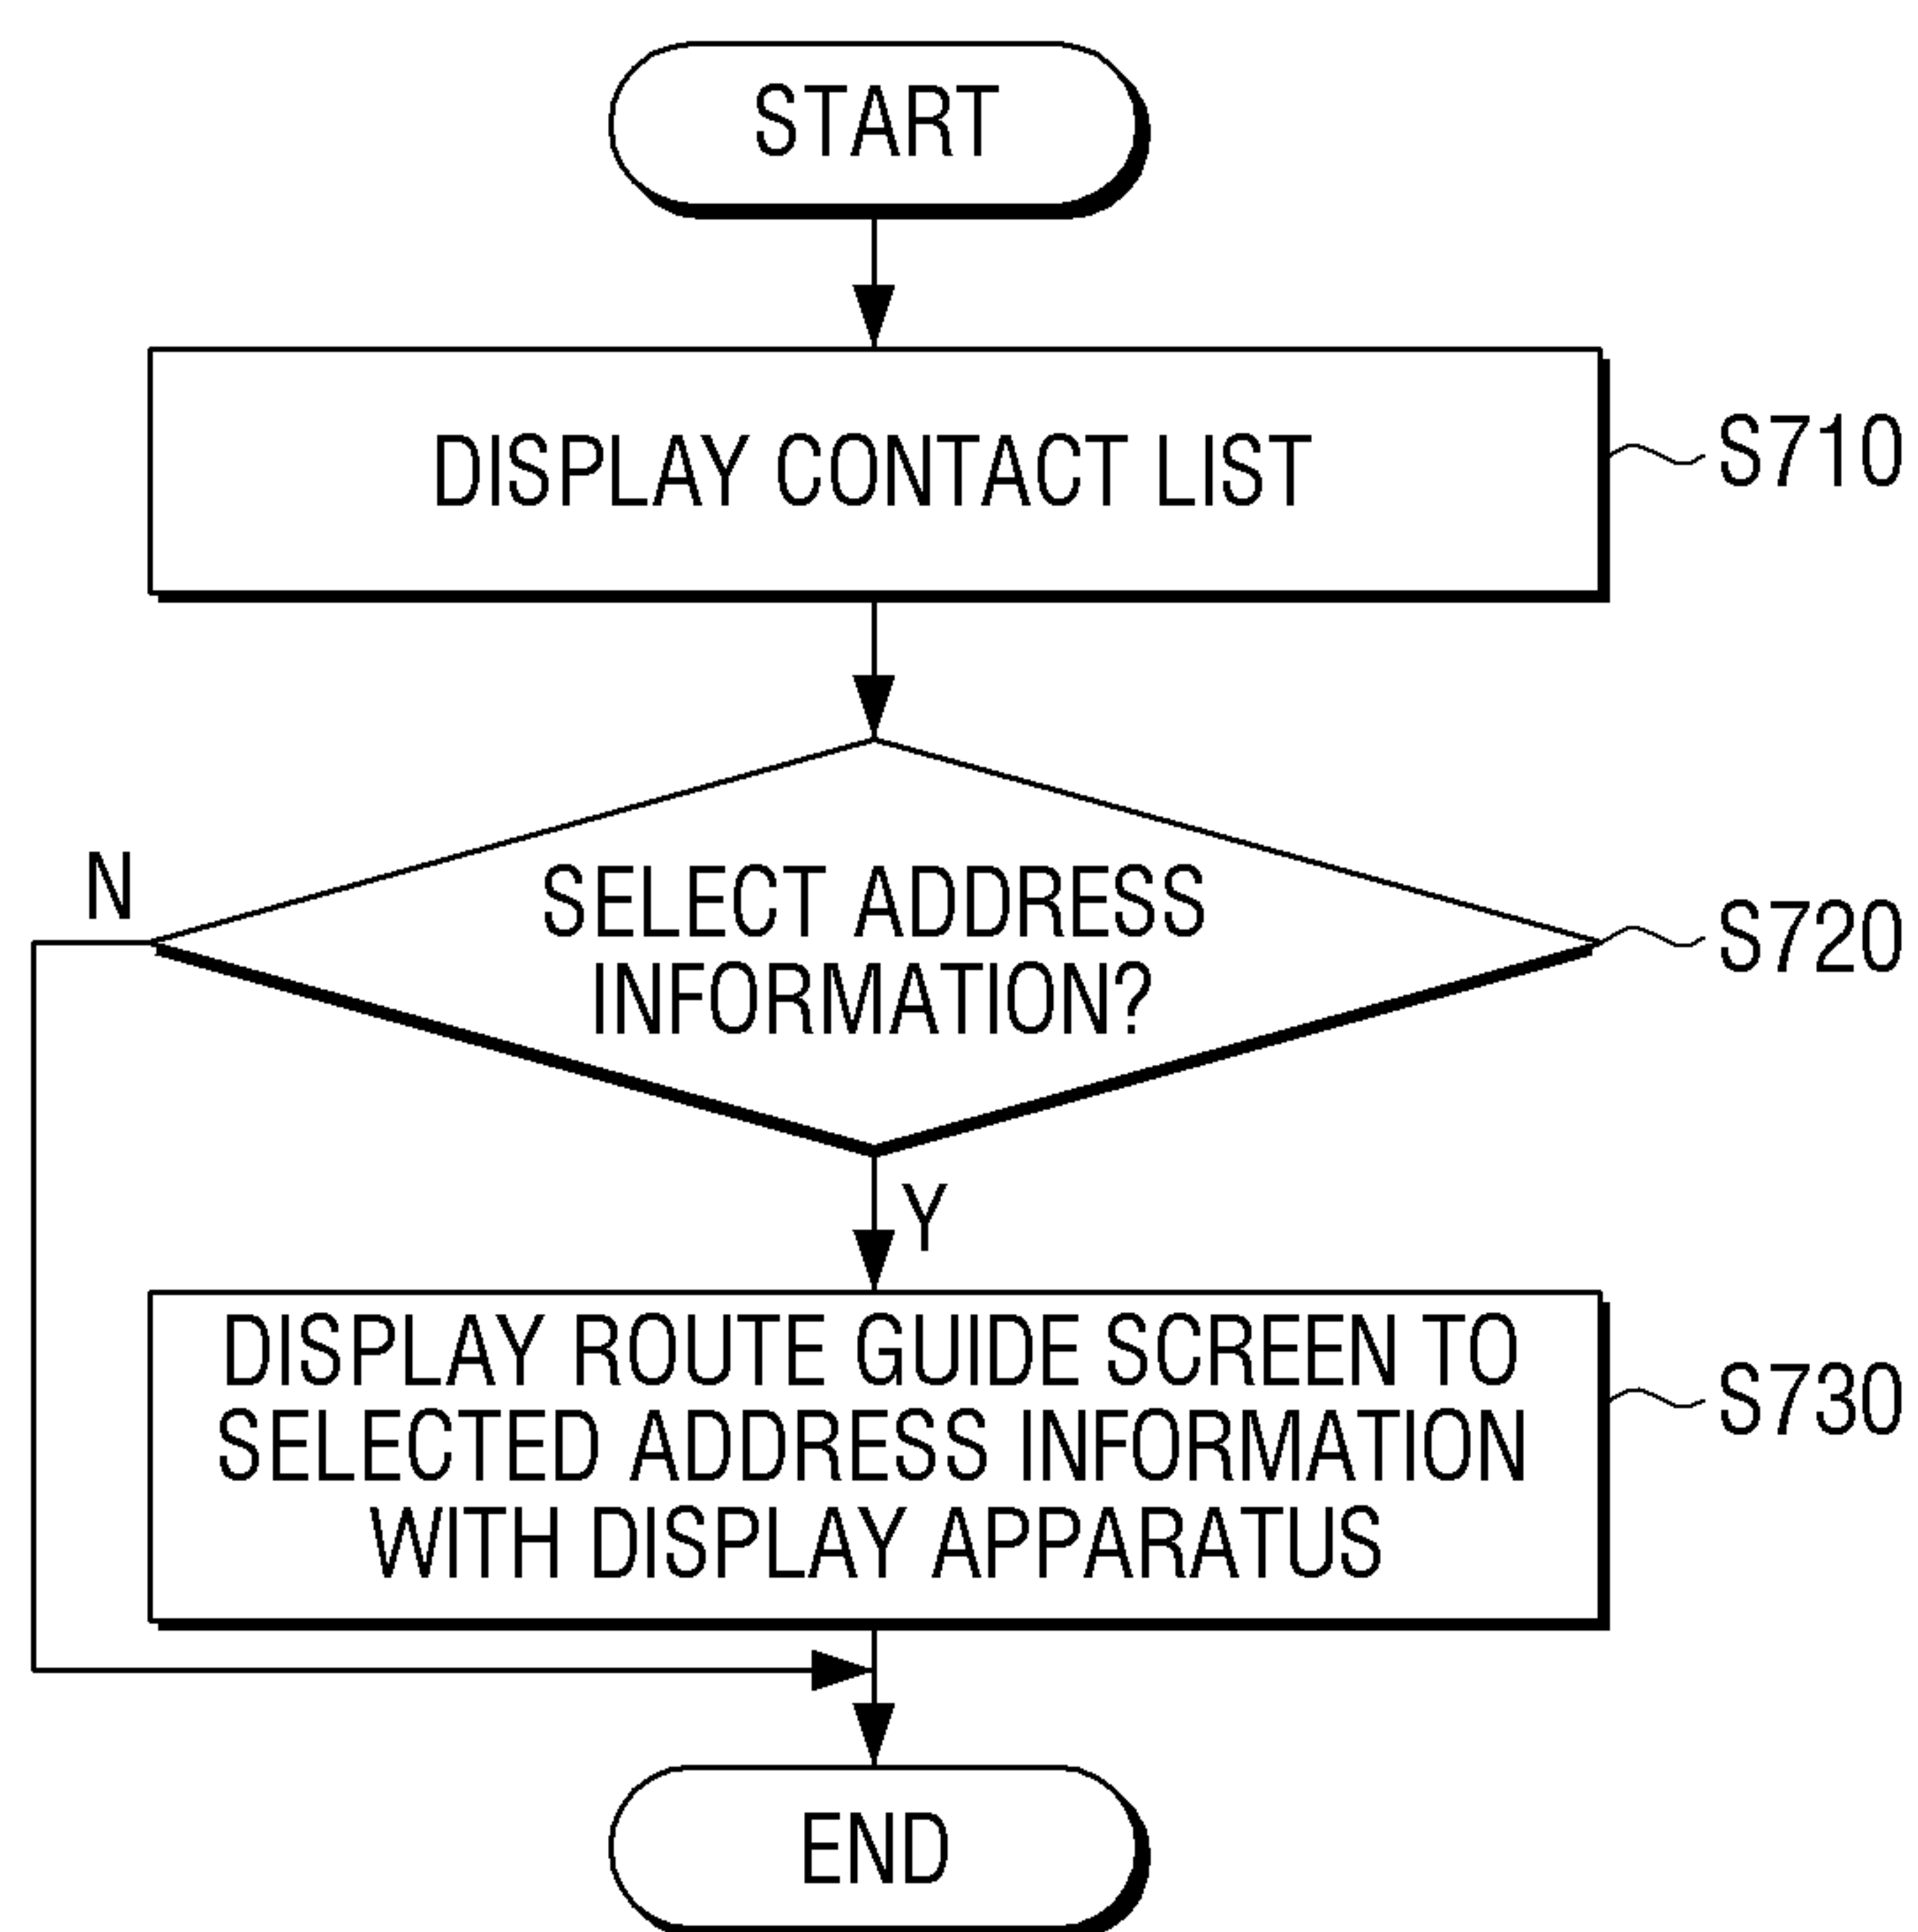 START
DISPLAY CONTACT LIST
S710
N
SELECT ADDRESS
INFORMATION?
S720
Y
DISPLAY ROUTE GUIDE SCREEN TO
SELECTED ADDRESS INFORMATION
WITH DISPLAY APPARATUS
S730
END